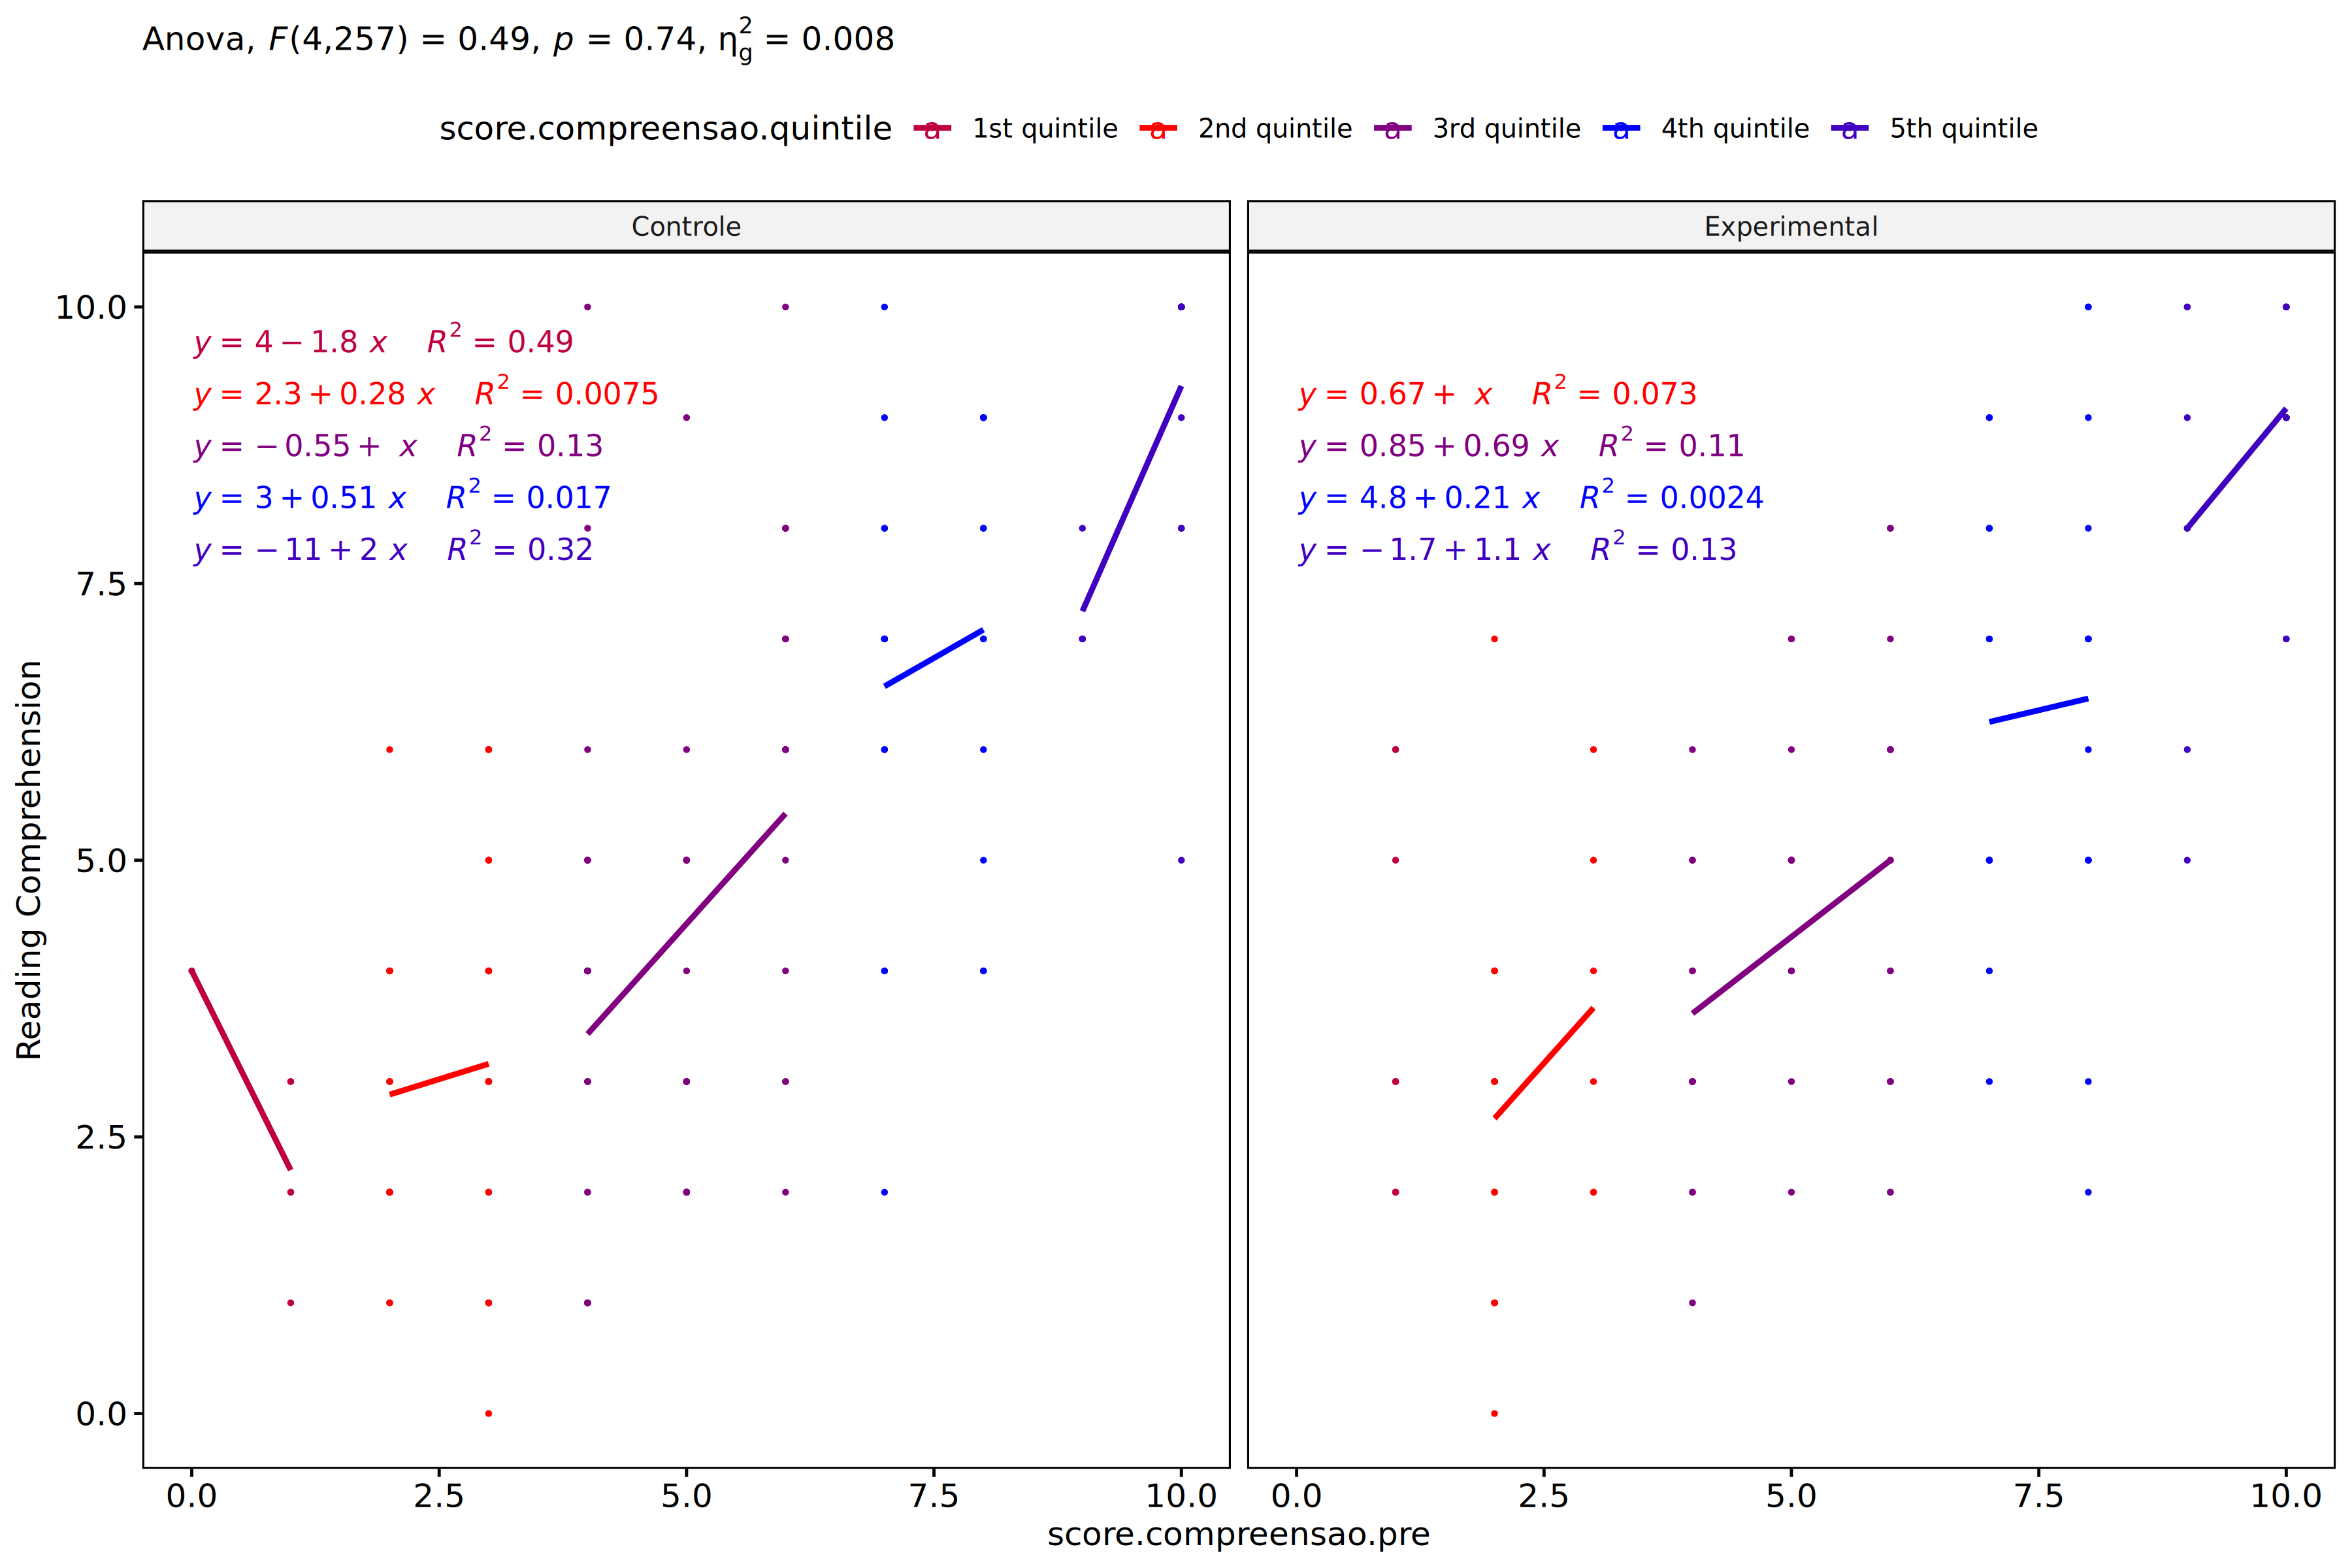 Anova, F(4,257) = 0.49, p = 0.74, η²g = 0.008
score.compreensao.quintile a 1st quintile a 2nd quintile a 3rd quintile a 4th quintile a 5th quintile
Controle
Experimental
Reading Comprehension
10.0
7.5
5.0
2.5
0.0
y = 4 − 1.8 x R² = 0.49
y = 2.3 + 0.28 x R² = 0.0075
y = − 0.55 + x R² = 0.13
y = 3 + 0.51 x R² = 0.017
y = − 11 + 2 x R² = 0.32
y = 0.67 + x R² = 0.073
y = 0.85 + 0.69 x R² = 0.11
y = 4.8 + 0.21 x R² = 0.0024
y = − 1.7 + 1.1 x R² = 0.13
0.0 2.5 5.0 7.5 10.0
0.0 2.5 5.0 7.5 10.0
score.compreensao.pre